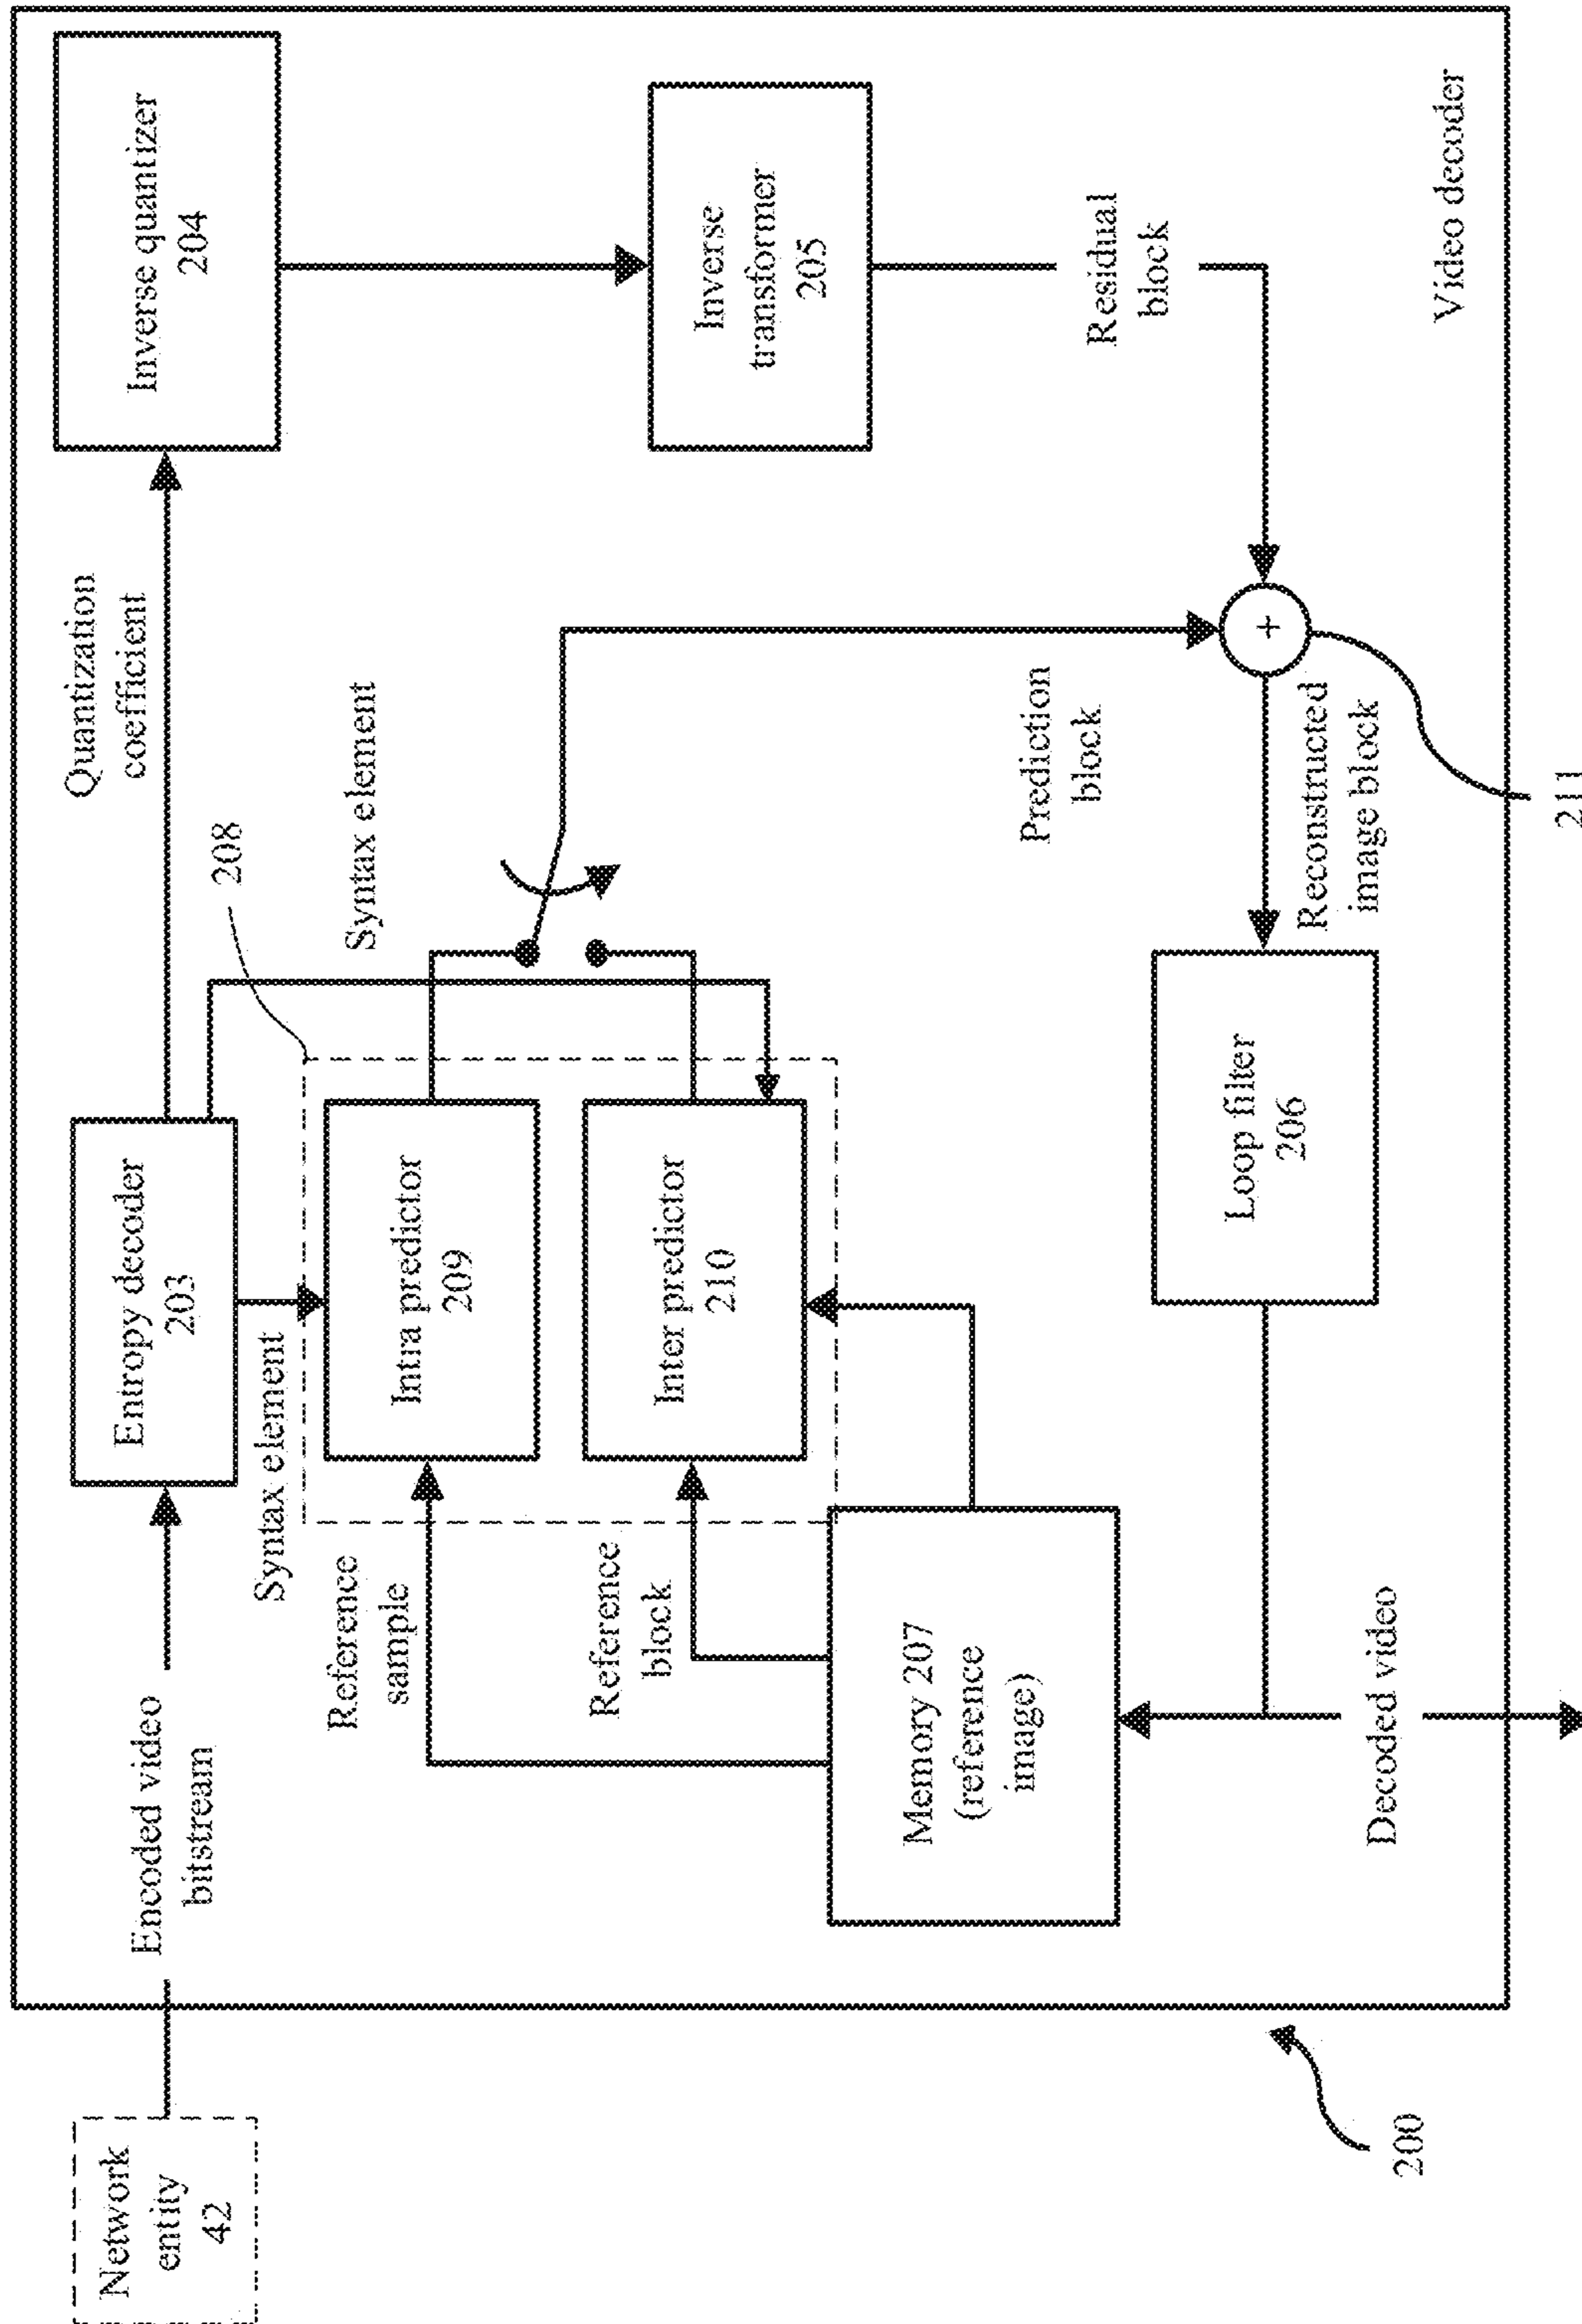 Network
entity
42
Encoded video
bitstream
Entropy decoder
203
Quantization
coefficient
Inverse quantizer
204
208
Syntax element
Syntax element
Reference
sample
Intra predictor
209
Reference
block
Inter predictor
210
Inverse
transformer
205
Memory 207
(reference
image)
Prediction
block
Residual
block
+
Loop filter
206
Reconstructed
image block
Decoded video
Video decoder
200
211